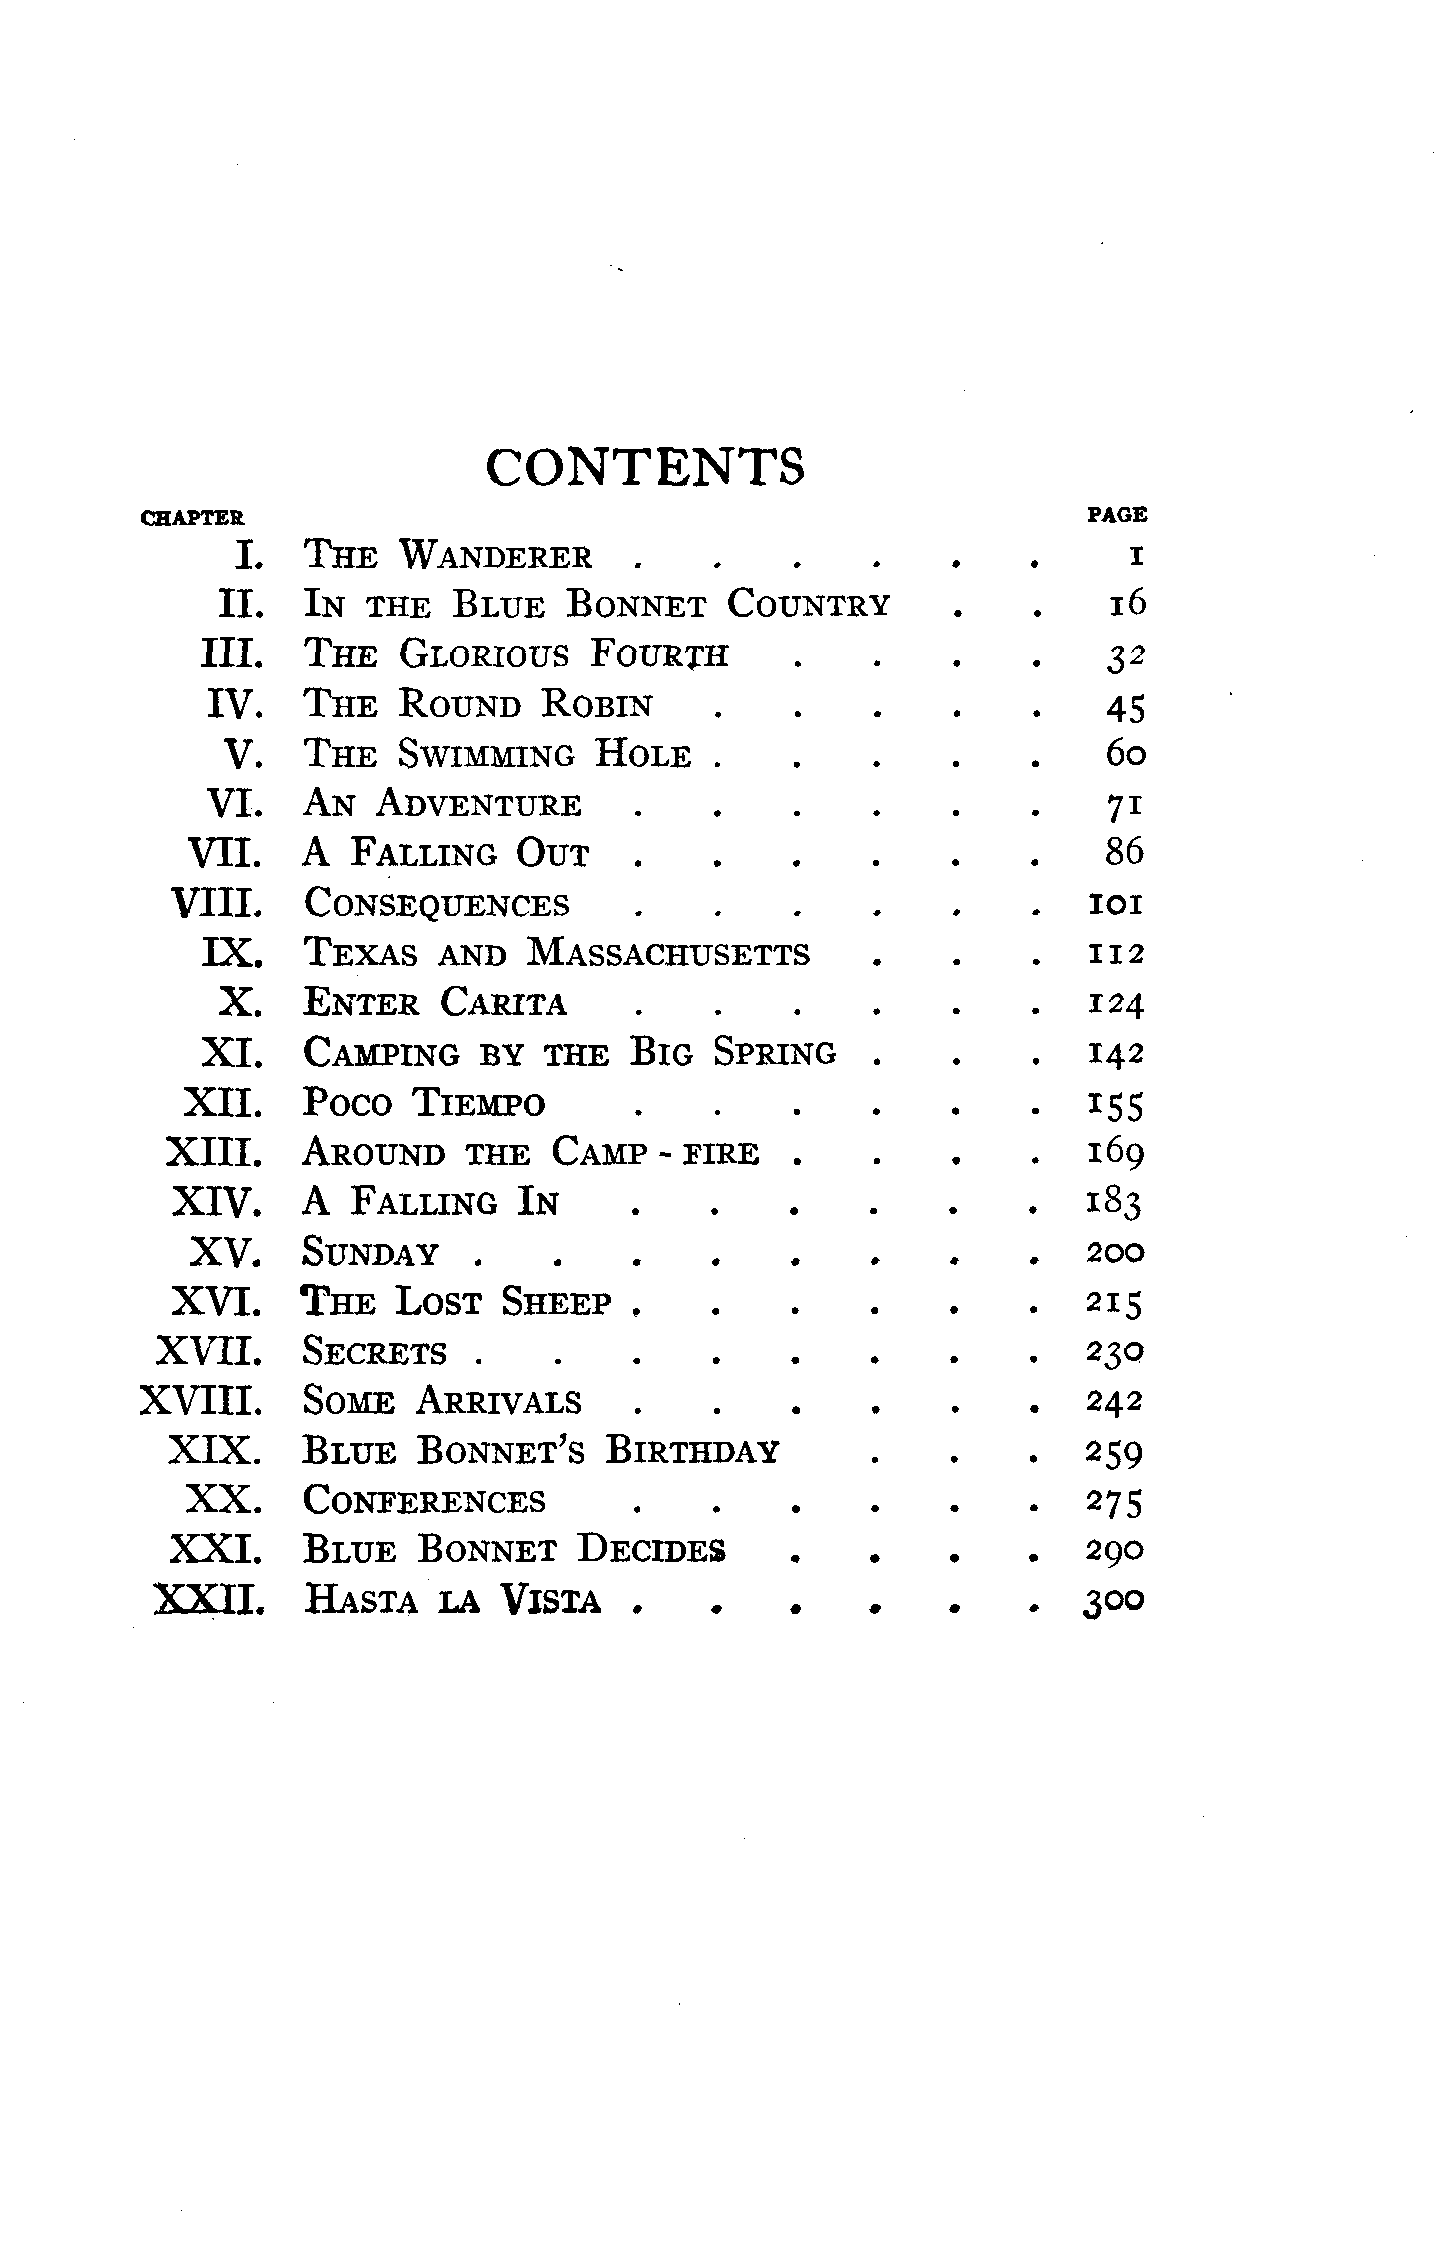 CONTENTS
CHAPTER PAGE
I. The Wanderer . . . . . . 1
II. In the Blue Bonnet Country . . 16
III. The Glorious Fourth . . . . 32
IV. The Round Robin . . . . . 45
V. The Swimming Hole . . . . . 60
VI. An Adventure . . . . . . 71
VII. A Falling Out . . . . . . 86
VIII. Consequences . . . . . . 101
IX. Texas and Massachusetts . . . 112
X. Enter Carita . . . . . . 124
XI. Camping by the Big Spring . . . 142
XII. Poco Tiempo . . . . . . 155
XIII. Around the Camp-fire . . . . 169
XIV. A Falling In . . . . . . 183
XV. Sunday . . . . . . . . 200
XVI. The Lost Sheep . . . . . . 215
XVII. Secrets . . . . . . . . 230
XVIII. Some Arrivals . . . . . . 242
XIX. Blue Bonnet's Birthday . . . 259
XX. Conferences . . . . . . 275
XXI. Blue Bonnet Decides . . . . 290
XXII. Hasta la Vista . . . . . . 300